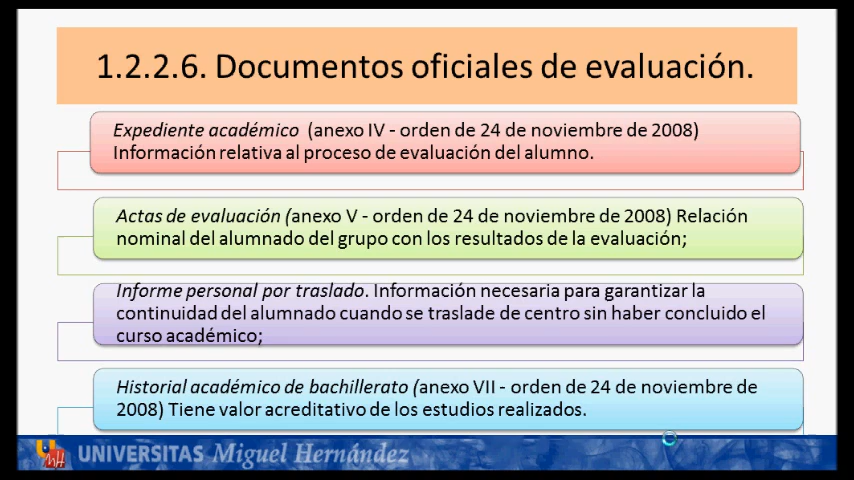 1.2.2.6. Documentos oficiales de evaluación.
Expediente académico (anexo IV - orden de 24 de noviembre de 2008)
Información relativa al proceso de evaluación del alumno.
Actas de evaluación (anexo V - orden de 24 de noviembre de 2008) Relación
nominal del alumnado del grupo con los resultados de la evaluación;
Informe personal por traslado. Información necesaria para garantizar la
continuidad del alumnado cuando se traslade de centro sin haber concluido el
curso académico;
Historial académico de bachillerato (anexo VII - orden de 24 de noviembre de
2008) Tiene valor acreditativo de los estudios realizados.
UNIVERSITAS Miguel Hernández